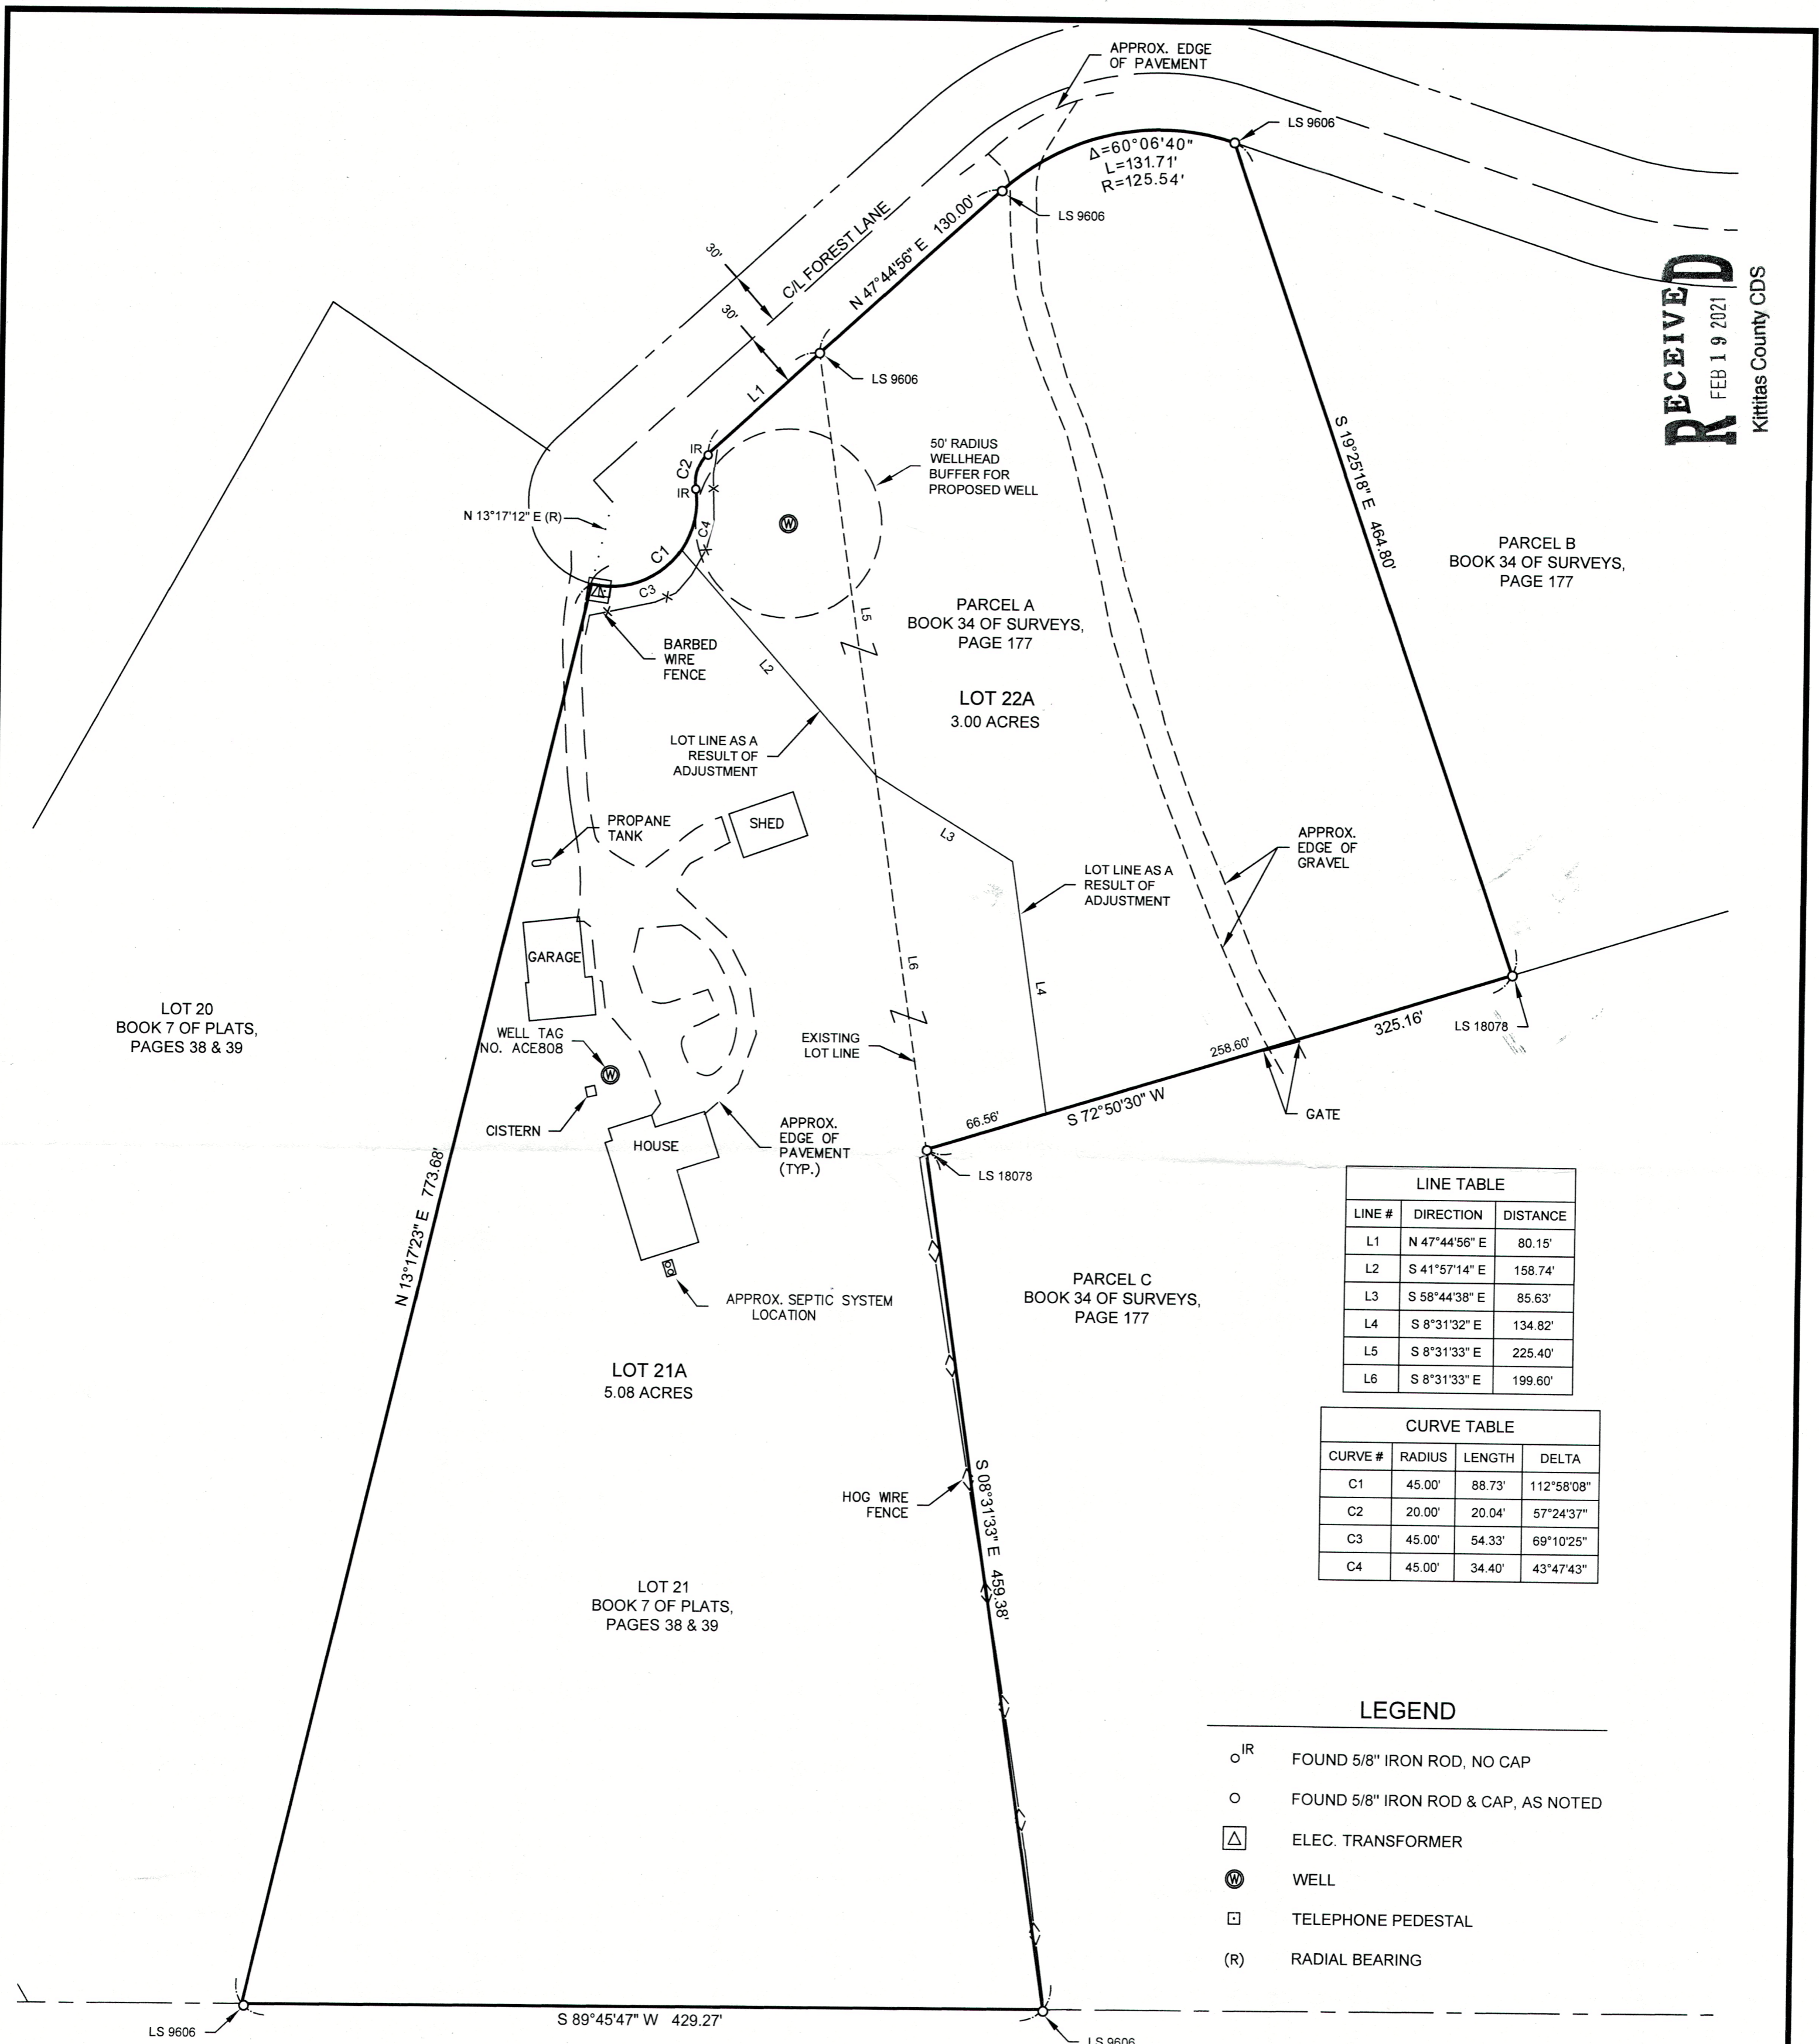 APPROX. EDGE
OF PAVEMENT
LS 9606
Δ=60°06'40"
L=131.71'
R=125.54'
LS 9606
C/L FOREST LANE
30'
30'
N 47°44'56" E 130.00'
LS 9606
L1
RECEIVED
FEB 19 2021
Kittitas County CDS
S 19°25'18" E 464.80'
IR
C2
IR
50' RADIUS
WELLHEAD
BUFFER FOR
PROPOSED WELL
N 13°17'12" E (R)
W
C4
C1
C3
PARCEL B
BOOK 34 OF SURVEYS,
PAGE 177
PARCEL A
BOOK 34 OF SURVEYS,
PAGE 177
L5
BARBED
WIRE
FENCE
L2
LOT 22A
3.00 ACRES
LOT LINE AS A
RESULT OF
ADJUSTMENT
PROPANE
TANK
SHED
L3
APPROX.
EDGE OF
GRAVEL
LOT LINE AS A
RESULT OF
ADJUSTMENT
GARAGE
L6
L4
LOT 20
BOOK 7 OF PLATS,
PAGES 38 & 39
WELL TAG
NO. ACE808
W
EXISTING
LOT LINE
258.60'
325.16'
LS 18078
CISTERN
HOUSE
APPROX.
EDGE OF
PAVEMENT
(TYP.)
66.56'
S 72°50'30" W
GATE
LS 18078
N 13°17'23" E 773.68'
APPROX. SEPTIC SYSTEM
LOCATION
PARCEL C
BOOK 34 OF SURVEYS,
PAGE 177
LINE TABLE
LINE # DIRECTION DISTANCE
L1 N 47°44'56" E 80.15'
L2 S 41°57'14" E 158.74'
L3 S 58°44'38" E 85.63'
L4 S 8°31'32" E 134.82'
L5 S 8°31'33" E 225.40'
L6 S 8°31'33" E 199.60'
LOT 21A
5.08 ACRES
CURVE TABLE
CURVE # RADIUS LENGTH DELTA
C1 45.00' 88.73' 112°58'08"
C2 20.00' 20.04' 57°24'37"
C3 45.00' 54.33' 69°10'25"
C4 45.00' 34.40' 43°47'43"
HOG WIRE
FENCE
S 08°31'33" E 459.38'
LOT 21
BOOK 7 OF PLATS,
PAGES 38 & 39
LEGEND
IR FOUND 5/8" IRON ROD, NO CAP
FOUND 5/8" IRON ROD & CAP, AS NOTED
ELEC. TRANSFORMER
W WELL
TELEPHONE PEDESTAL
(R) RADIAL BEARING
S 89°45'47" W 429.27'
LS 9606
LS 9606